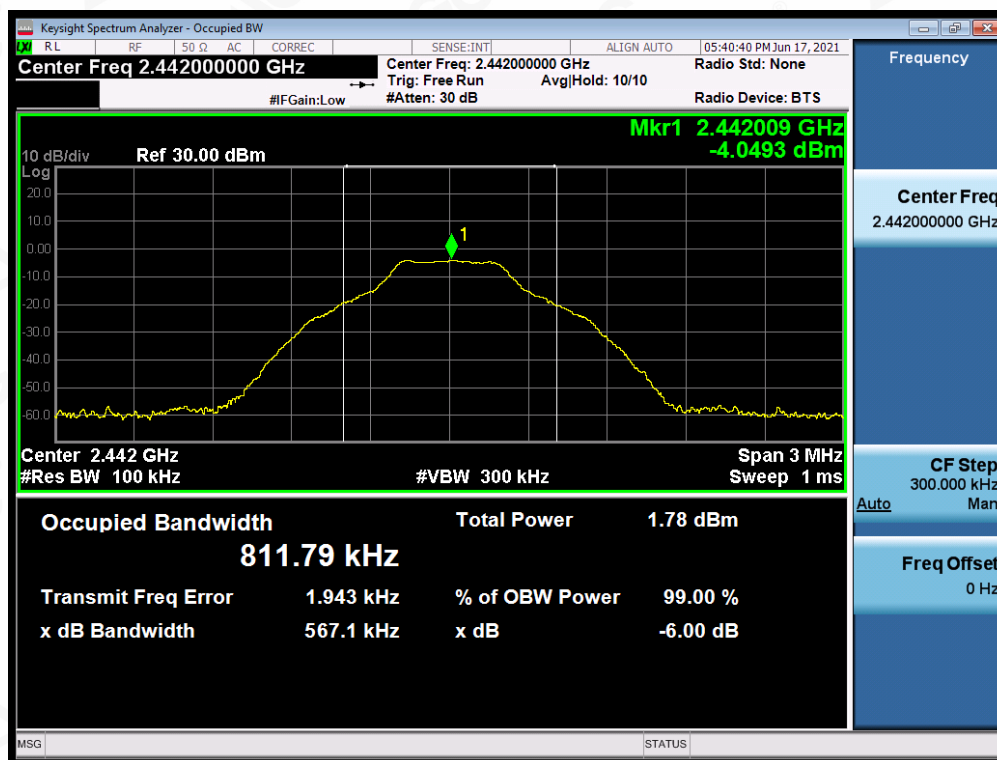 Keysight Spectrum Analyzer - Occupied BW
LXI RL RF 50 Ω AC CORREC SENSE:INT ALIGN AUTO 05:40:40 PM Jun 17, 2021
Center Freq 2.442000000 GHz
Center Freq: 2.442000000 GHz
Radio Std: None
Trig: Free Run Avg|Hold: 10/10
#IFGain:Low
#Atten: 30 dB
Radio Device: BTS
Mkr1 2.442009 GHz
-4.0493 dBm
10 dB/div Ref 30.00 dBm
Log
20.0
10.0
0.00
-10.0
-20.0
-30.0
-40.0
-50.0
-60.0
1
Center 2.442 GHz
Span 3 MHz
#Res BW 100 kHz
#VBW 300 kHz
Sweep 1 ms
Occupied Bandwidth
811.79 kHz
Total Power 1.78 dBm
Transmit Freq Error 1.943 kHz
% of OBW Power 99.00 %
x dB Bandwidth 567.1 kHz
x dB -6.00 dB
MSG
STATUS
Frequency
Center Freq
2.442000000 GHz
CF Step
300.000 kHz
Auto Man
Freq Offset
0 Hz